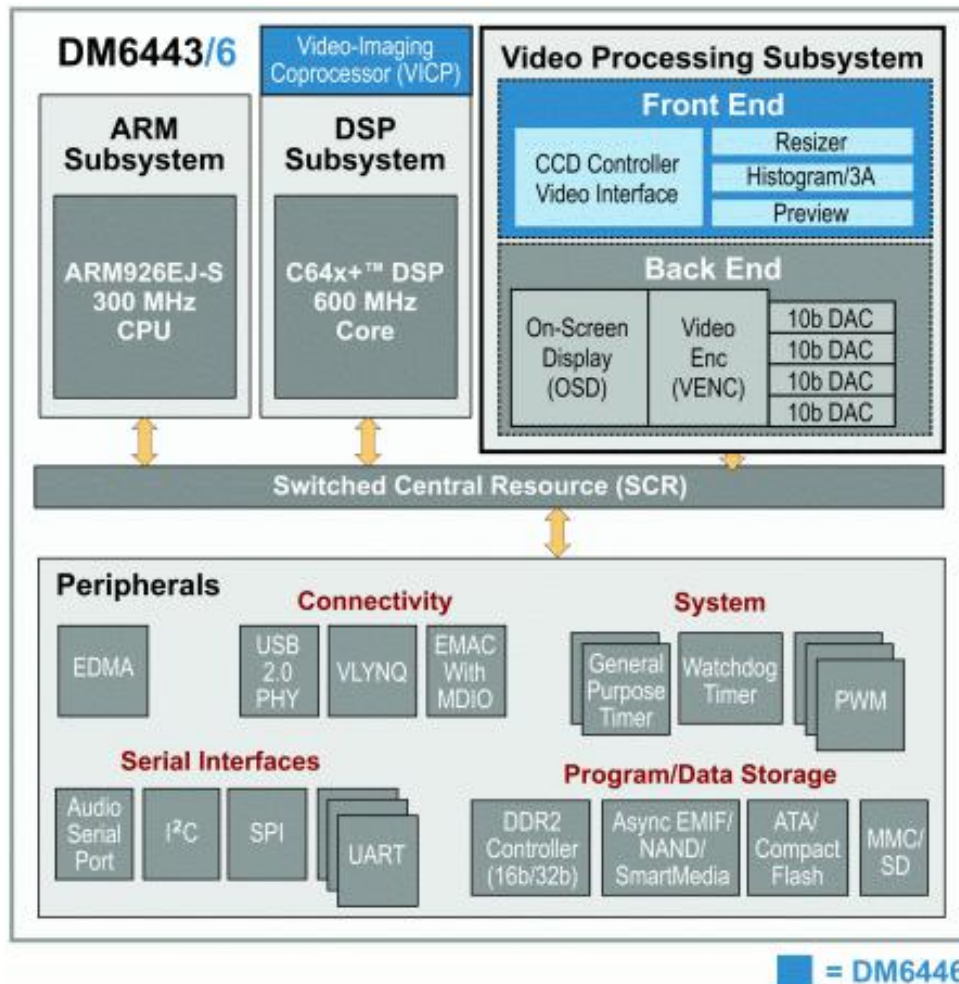 DM6443/6
Video-Imaging
Coprocessor (VICP)
Video Processing Subsystem
ARM
Subsystem
ARM926EJ-S
300 MHz
CPU
DSP
Subsystem
C64x+™ DSP
600 MHz
Core
Front End
CCD Controller
Video Interface
Resizer
Histogram/3A
Preview
Back End
On-Screen
Display
(OSD)
Video
Enc
(VENC)
10b DAC
10b DAC
10b DAC
10b DAC
Switched Central Resource (SCR)
Peripherals
EDMA
Connectivity
USB
2.0
PHY
VLYNQ
EMAC
With
MDIO
System
General
Purpose
Timer
Watchdog
Timer
PWM
Serial Interfaces
Audio
Serial
Port
I²C
SPI
UART
Program/Data Storage
DDR2
Controller
(16b/32b)
Async EMIF/
NAND/
SmartMedia
ATA/
Compact
Flash
MMC/
SD
= DM6446